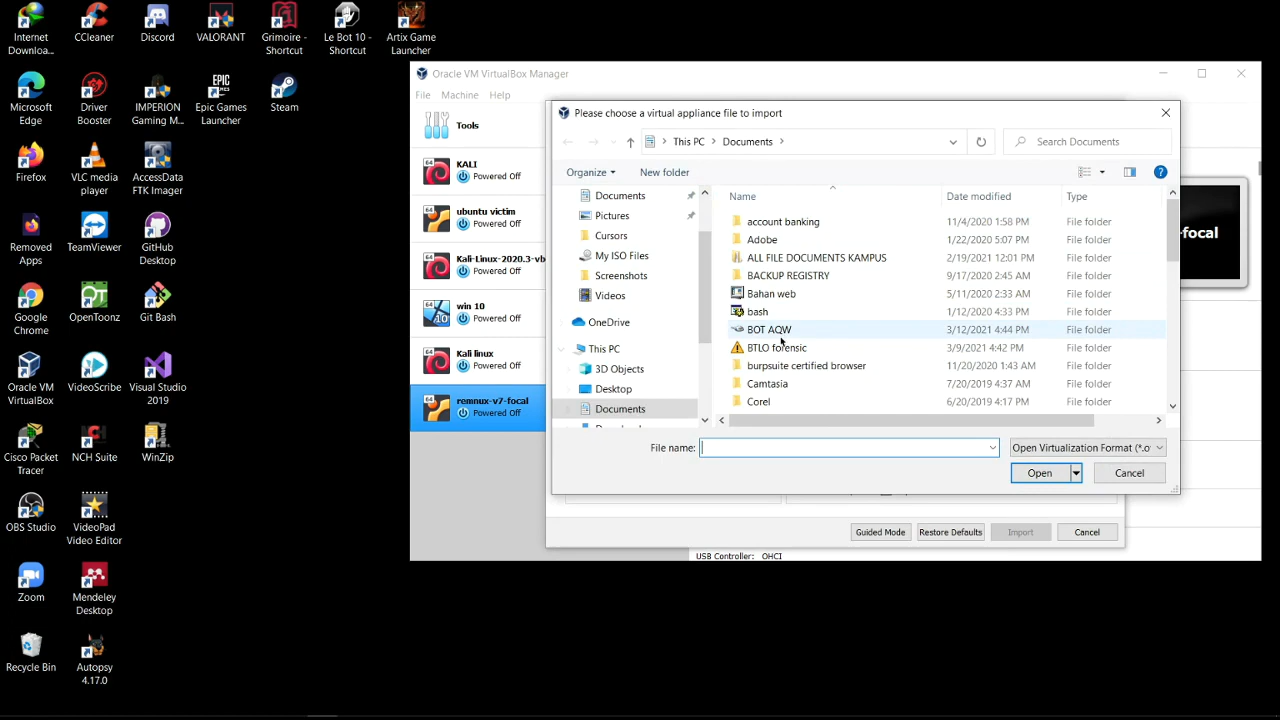 Internet
Downloa...
CCleaner
Discord
VALORANT
Grimoire -
Shortcut
Le Bot 10 -
Shortcut
Artix Game
Launcher
Microsoft
Edge
Driver
Booster
IMPERION
Gaming M...
EPIC
GAMES
Epic Games
Launcher
Steam
Firefox
VLC media
player
AccessData
FTK Imager
Removed
Apps
TeamViewer
GitHub
Desktop
Google
Chrome
OpenToonz
Git Bash
Oracle VM
VirtualBox
VideoScribe
Visual Studio
2019
Cisco Packet
Tracer
NCH Suite
WinZip
OBS Studio
VideoPad
Video Editor
Zoom
Mendeley
Desktop
Recycle Bin
Autopsy
4.17.0
Oracle VM VirtualBox Manager
File Machine Help
Tools
KALI
Powered Off
ubuntu victim
Powered Off
Kali-Linux-2020.3-vb
Powered Off
win 10
Powered Off
Kali linux
Powered Off
remnux-v7-focal
Powered Off
-focal
Please choose a virtual appliance file to import
This PC > Documents >
Search Documents
Organize New folder
Documents
Pictures
Cursors
My ISO Files
Screenshots
Videos
OneDrive
This PC
3D Objects
Desktop
Documents
Name Date modified Type
account banking 11/4/2020 1:58 PM File folder
Adobe 1/22/2020 5:07 PM File folder
ALL FILE DOCUMENTS KAMPUS 2/19/2021 12:01 PM File folder
BACKUP REGISTRY 9/17/2020 2:45 AM File folder
Bahan web 5/11/2020 2:33 AM File folder
bash 1/12/2020 4:33 PM File folder
BOT AQW 3/12/2021 4:44 PM File folder
BTLO forensic 3/9/2021 4:42 PM File folder
burpsuite certified browser 11/20/2020 1:43 AM File folder
Camtasia 7/20/2019 4:37 PM File folder
Corel 6/20/2019 4:17 PM File folder
File name: Open Virtualization Format (*.o
Open Cancel
Guided Mode Restore Defaults Import Cancel
USB Controller: OHCI